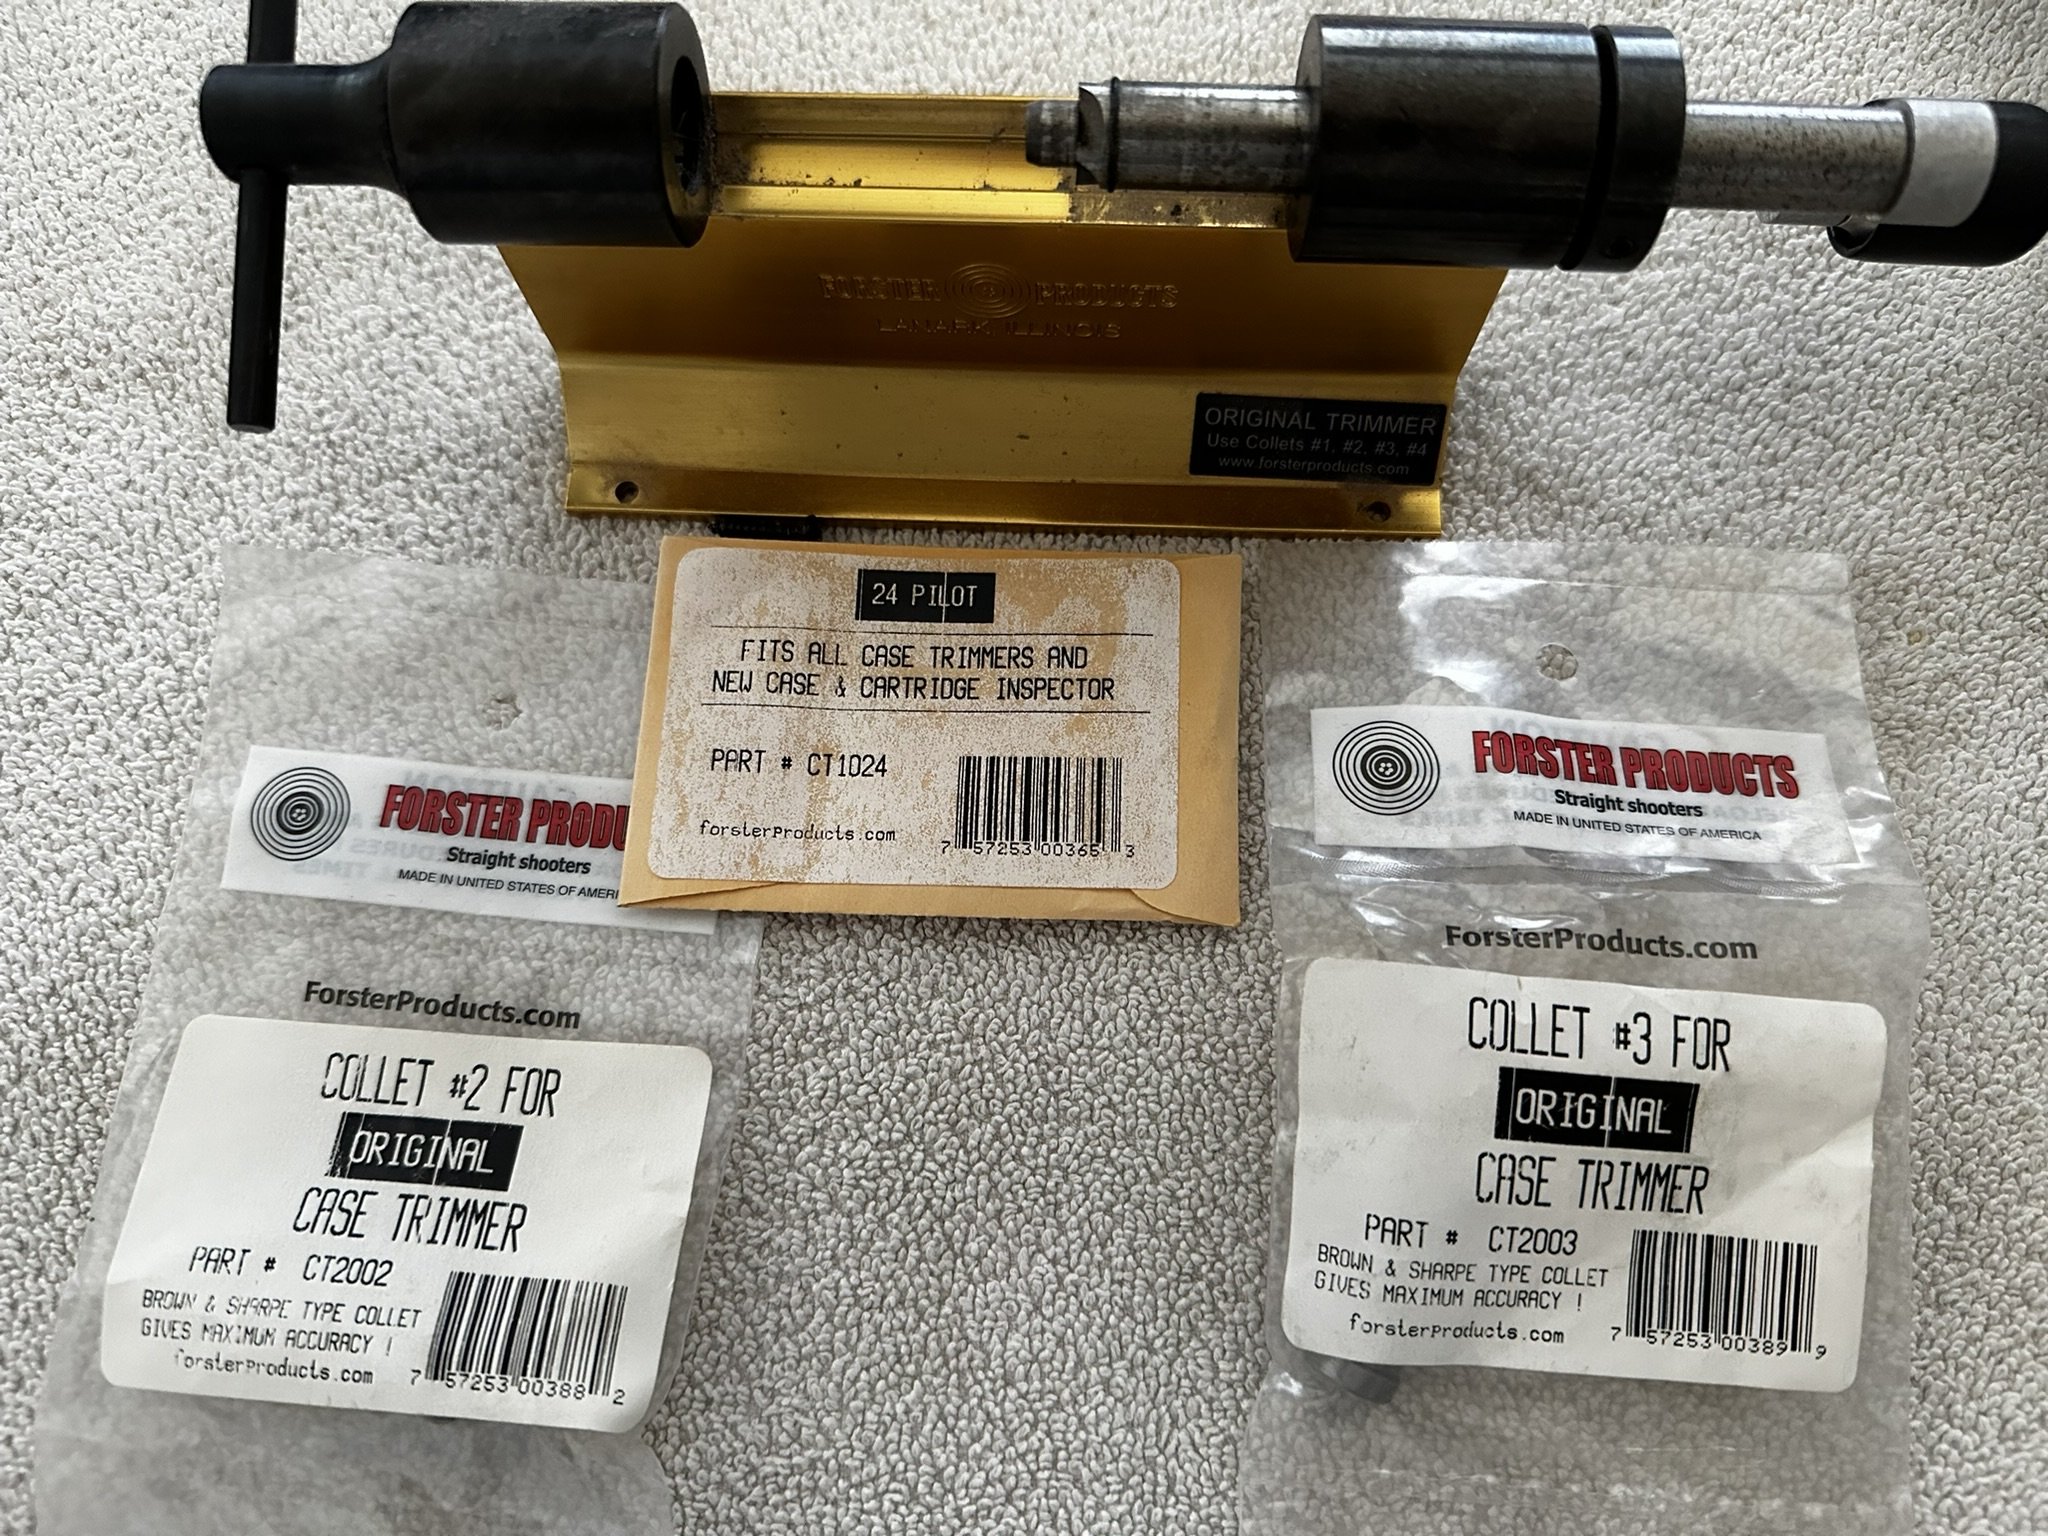 FORSTER PRODUCTS
LANARK, ILLINOIS
ORIGINAL TRIMMER
Use Collets #1, #2, #3, #4
www.forsterproducts.com
24 PILOT
FITS ALL CASE TRIMMERS AND
NEW CASE & CARTRIDGE INSPECTOR
PART # CT1024
forsterProducts.com
7 57253 00365 3
FORSTER PRODU
Straight shooters
MADE IN UNITED STATES OF AMERI
ForsterProducts.com
COLLET #2 FOR
ORIGINAL
CASE TRIMMER
PART # CT2002
BROWN & SHARPE TYPE COLLET
GIVES MAXIMUM ACCURACY !
forsterProducts.com
7 57253 00388 2
FORSTER PRODUCTS
Straight shooters
MADE IN UNITED STATES OF AMERICA
ForsterProducts.com
COLLET #3 FOR
ORIGINAL
CASE TRIMMER
PART # CT2003
BROWN & SHARPE TYPE COLLET
GIVES MAXIMUM ACCURACY !
forsterProducts.com
7 57253 00389 9